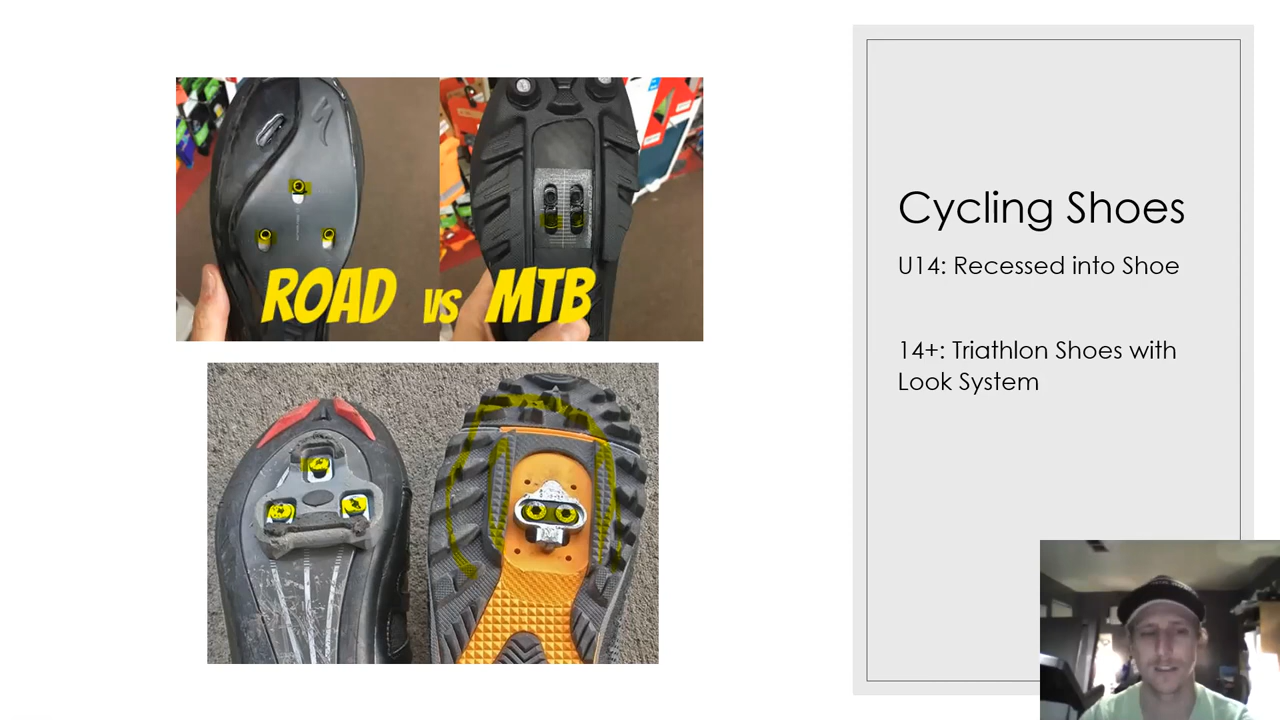 ROAD VS MTB
Cycling Shoes
U14: Recessed into Shoe
14+: Triathlon Shoes with
Look System